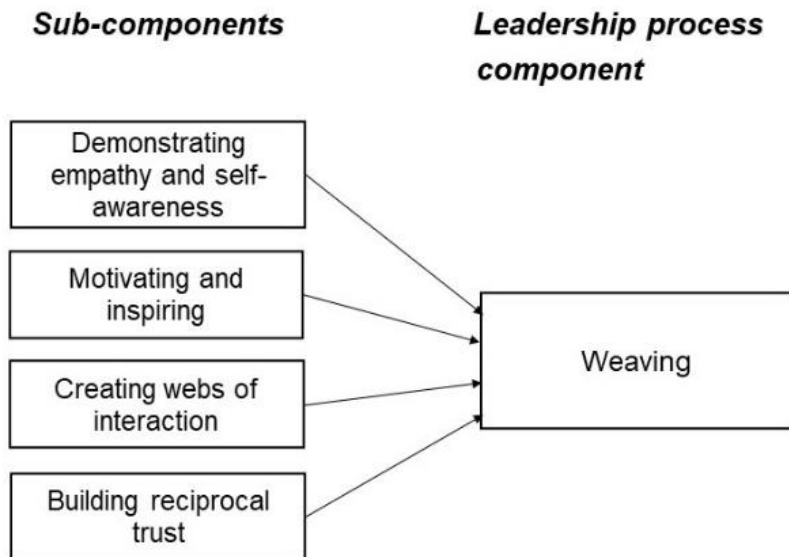 Sub-components
Leadership process
component
Demonstrating
empathy and self-
awareness
Motivating and
inspiring
Creating webs of
interaction
Building reciprocal
trust
Weaving